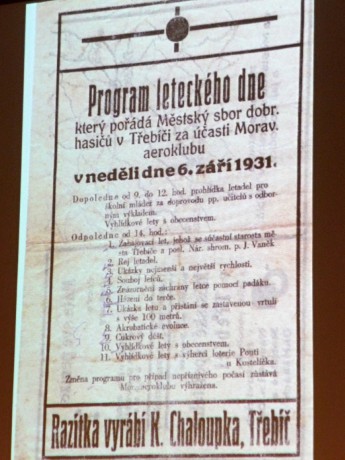 Program leteckého dne
který pořádá Městský sbor dobr.
hasičů v Třebíči za účasti Morav.
aeroklubu
v neděli dne 6. září 1931.
Dopoledne od 9. do 12. hod. prohlídka letadel pro
školní mládež za doprovodu pp. učitelů s odbor-
ným výkladem.
Vyhlídkové lety s obecenstvem.
Odpoledne od 14. hod.:
1. Zahajovací let, jehož se súčastní starosta mě-
sta Třebíče a posl. Nár. shrom. p. J. Vaněk
2. Rej letadel.
3. Ukázky nejmenší a největší rychlosti.
4. Souboj letců.
5. Znázornění záchrany letce pomocí padáku.
6. Házení do terče.
7. Ukázka letu a přistání se zastavenou vrtulí
s výše 100 metrů.
8. Akrobatické evoluce.
9. Cukrový déšť.
10. Vyhlídkové lety s obecenstvem.
11. Vyhlídkové lety s výherci loterie Pouti
u Kostelíčka.
Změna programu pro případ nepříznivého počasí zůstává
aeroklubu vyhražena.
Razítka vyrábí K. Chaloupka, Třebíč